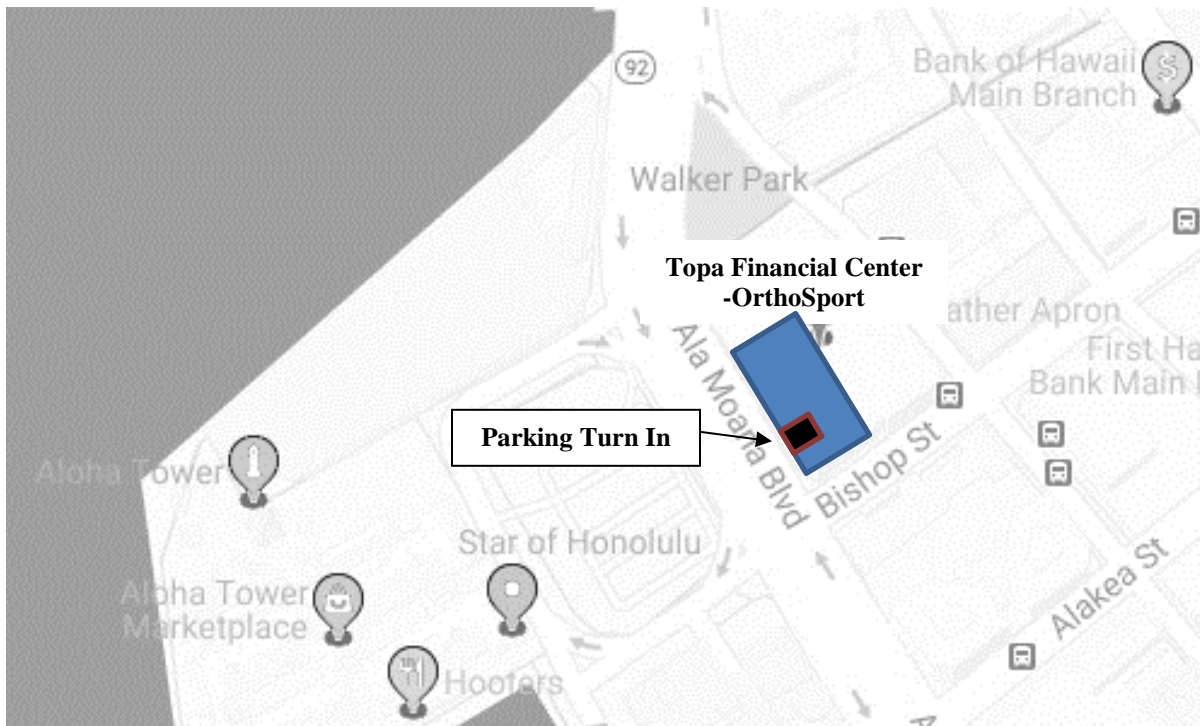 92
Bank of Hawaii
Main Branch
Walker Park
Topa Financial Center
-OrthoSport
ather Apron
First Ha
Bank Main
Ala Moana Blvd
Parking Turn In
Bishop St
Aloha Tower
Star of Honolulu
Alakea St
Aloha Tower
Marketplace
Hooters